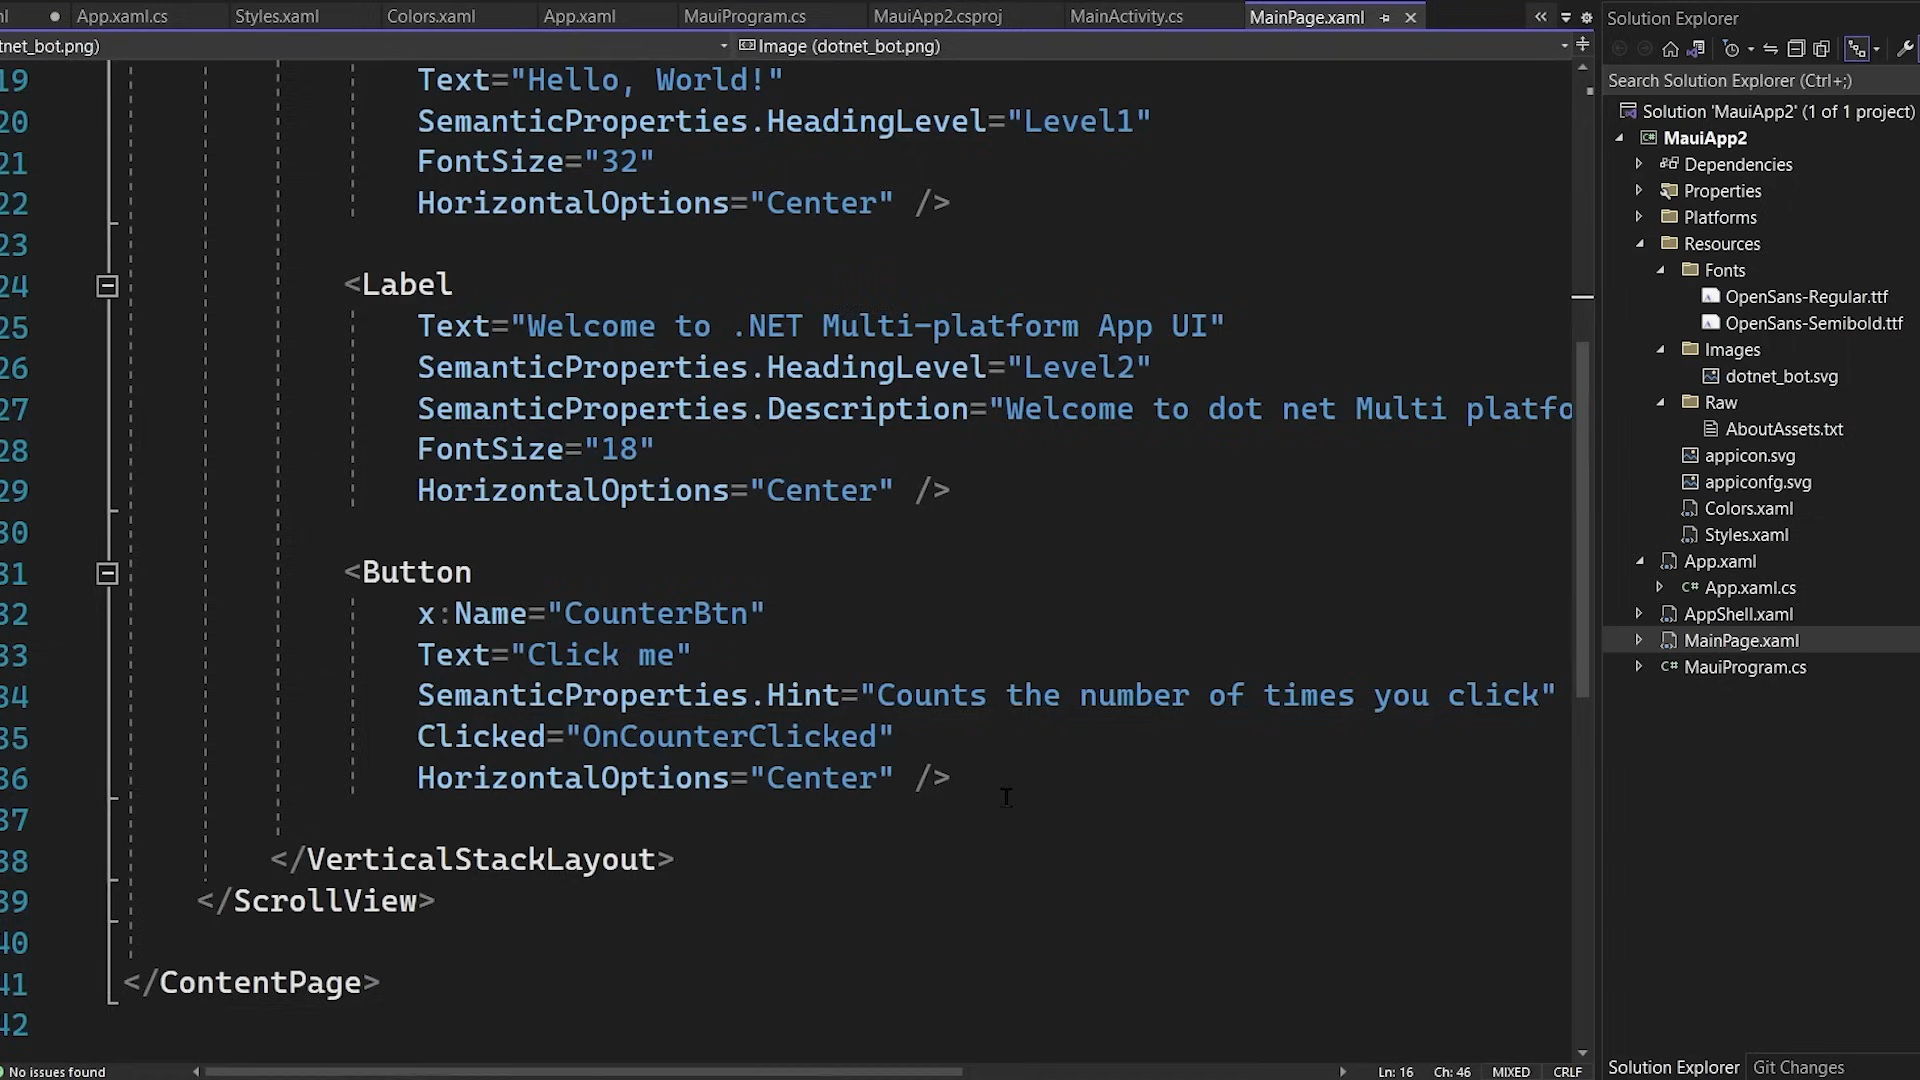 App.xaml.cs
Styles.xaml
Colors.xaml
App.xaml
MauiProgram.cs
MauiApp2.csproj
MainActivity.cs
MainPage.xaml
Solution Explorer
tnet_bot.png)
Image (dotnet_bot.png)
Search Solution Explorer (Ctrl+;)
19 Text="Hello, World!"
20 SemanticProperties.HeadingLevel="Level1"
21 FontSize="32"
22 HorizontalOptions="Center" />
23
24 <Label
25 Text="Welcome to .NET Multi-platform App UI"
26 SemanticProperties.HeadingLevel="Level2"
27 SemanticProperties.Description="Welcome to dot net Multi platfo
28 FontSize="18"
29 HorizontalOptions="Center" />
30
31 <Button
32 x:Name="CounterBtn"
33 Text="Click me"
34 SemanticProperties.Hint="Counts the number of times you click"
35 Clicked="OnCounterClicked"
36 HorizontalOptions="Center" />
37
38 </VerticalStackLayout>
39 </ScrollView>
40
41 </ContentPage>
42
Solution 'MauiApp2' (1 of 1 project)
C# MauiApp2
Dependencies
Properties
Platforms
Resources
Fonts
OpenSans-Regular.ttf
OpenSans-Semibold.ttf
Images
dotnet_bot.svg
Raw
AboutAssets.txt
appicon.svg
appiconfg.svg
Colors.xaml
Styles.xaml
App.xaml
C# App.xaml.cs
AppShell.xaml
MainPage.xaml
C# MauiProgram.cs
No issues found
Ln: 16 Ch: 46 MIXED CRLF
Solution Explorer Git Changes